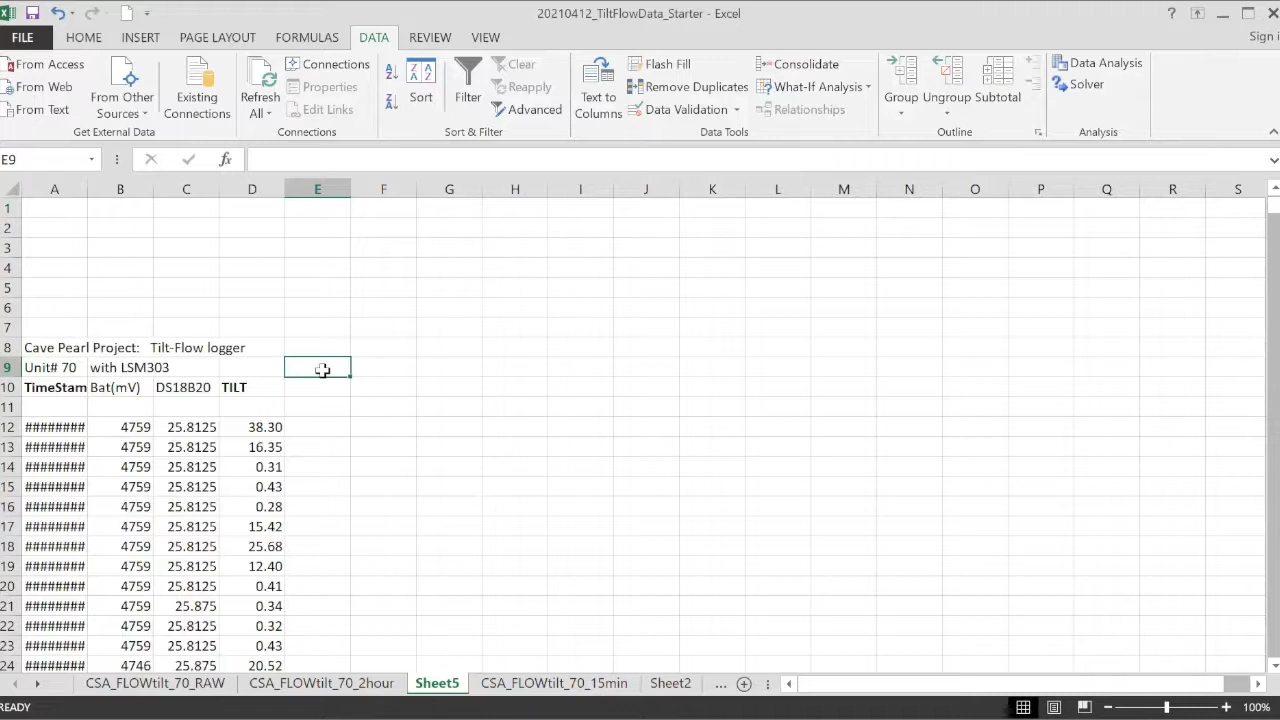 20210412_TiltFlowData_Starter - Excel
?
FILE HOME INSERT PAGE LAYOUT FORMULAS DATA REVIEW VIEW Sign i
From Access
From Web
From Text
From Other
Sources
Existing
Connections
Get External Data
Refresh
All
Connections
Properties
Edit Links
Connections
Sort
Filter
Clear
Reapply
Advanced
Sort & Filter
Text to
Columns
Flash Fill
Remove Duplicates
Data Validation
Consolidate
What-If Analysis
Relationships
Data Tools
Group
Ungroup
Subtotal
Outline
Data Analysis
Solver
Analysis
E9 fx
A B C D E F G H I J K L M N O P Q R S
1
2
3
4
5
6
7
8 Cave Pearl Project: Tilt-Flow logger
9 Unit# 70 with LSM303
10 TimeStam Bat(mV) DS18B20 TILT
11
12 ######## 4759 25.8125 38.30
13 ######## 4759 25.8125 16.35
14 ######## 4759 25.8125 0.31
15 ######## 4759 25.8125 0.43
16 ######## 4759 25.8125 0.28
17 ######## 4759 25.8125 15.42
18 ######## 4759 25.8125 25.68
19 ######## 4759 25.8125 12.40
20 ######## 4759 25.8125 0.41
21 ######## 4759 25.875 0.34
22 ######## 4759 25.8125 0.32
23 ######## 4759 25.8125 0.43
24 ######## 4746 25.875 20.52
CSA_FLOWtilt_70_RAW CSA_FLOWtilt_70_2hour Sheet5 CSA_FLOWtilt_70_15min Sheet2 ...
READY 100%